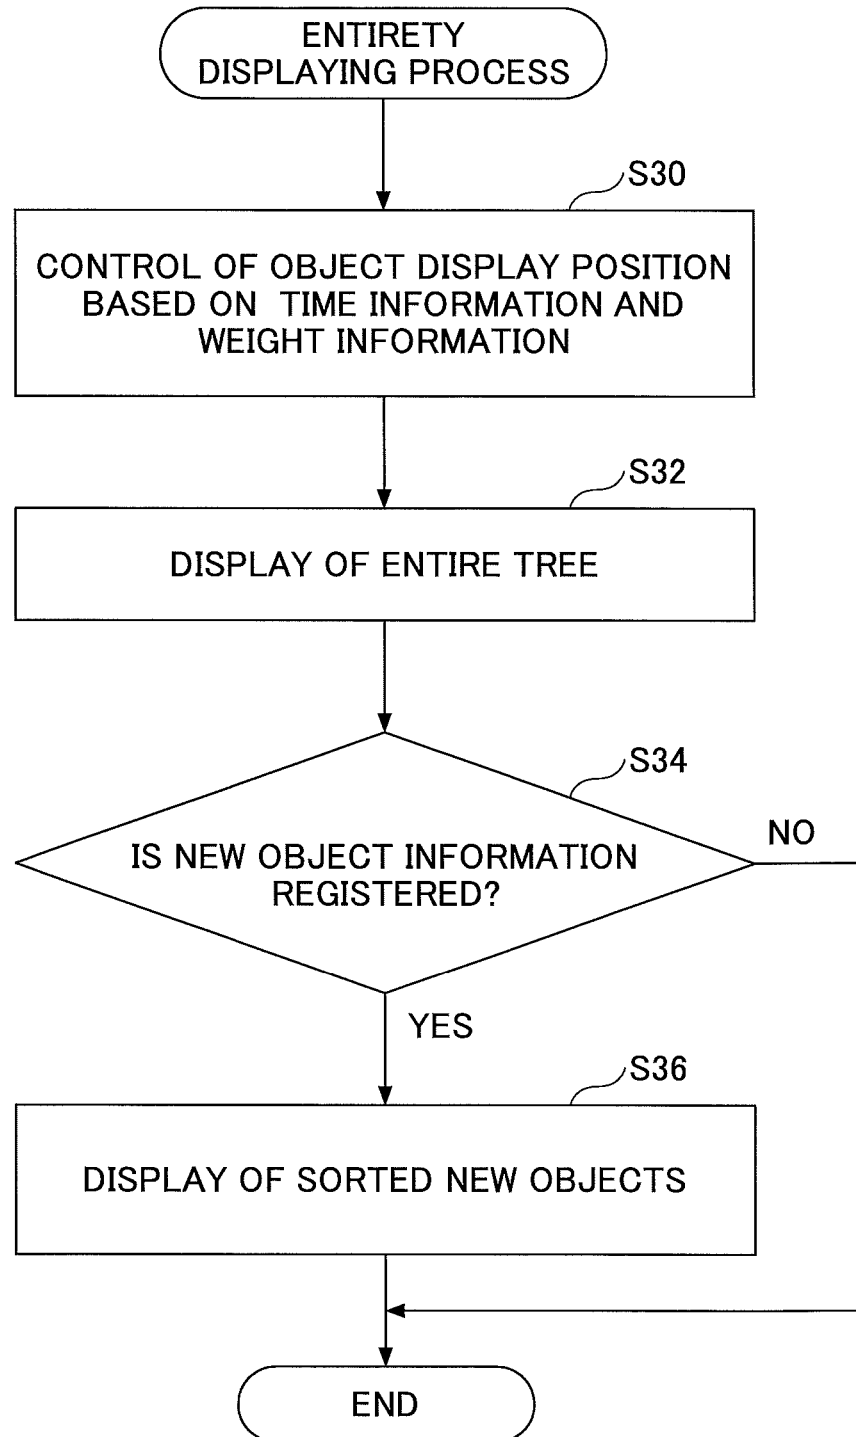 ENTIRETY
DISPLAYING PROCESS
S30
CONTROL OF OBJECT DISPLAY POSITION
BASED ON TIME INFORMATION AND
WEIGHT INFORMATION
S32
DISPLAY OF ENTIRE TREE
S34
IS NEW OBJECT INFORMATION
REGISTERED?
NO
YES
S36
DISPLAY OF SORTED NEW OBJECTS
END